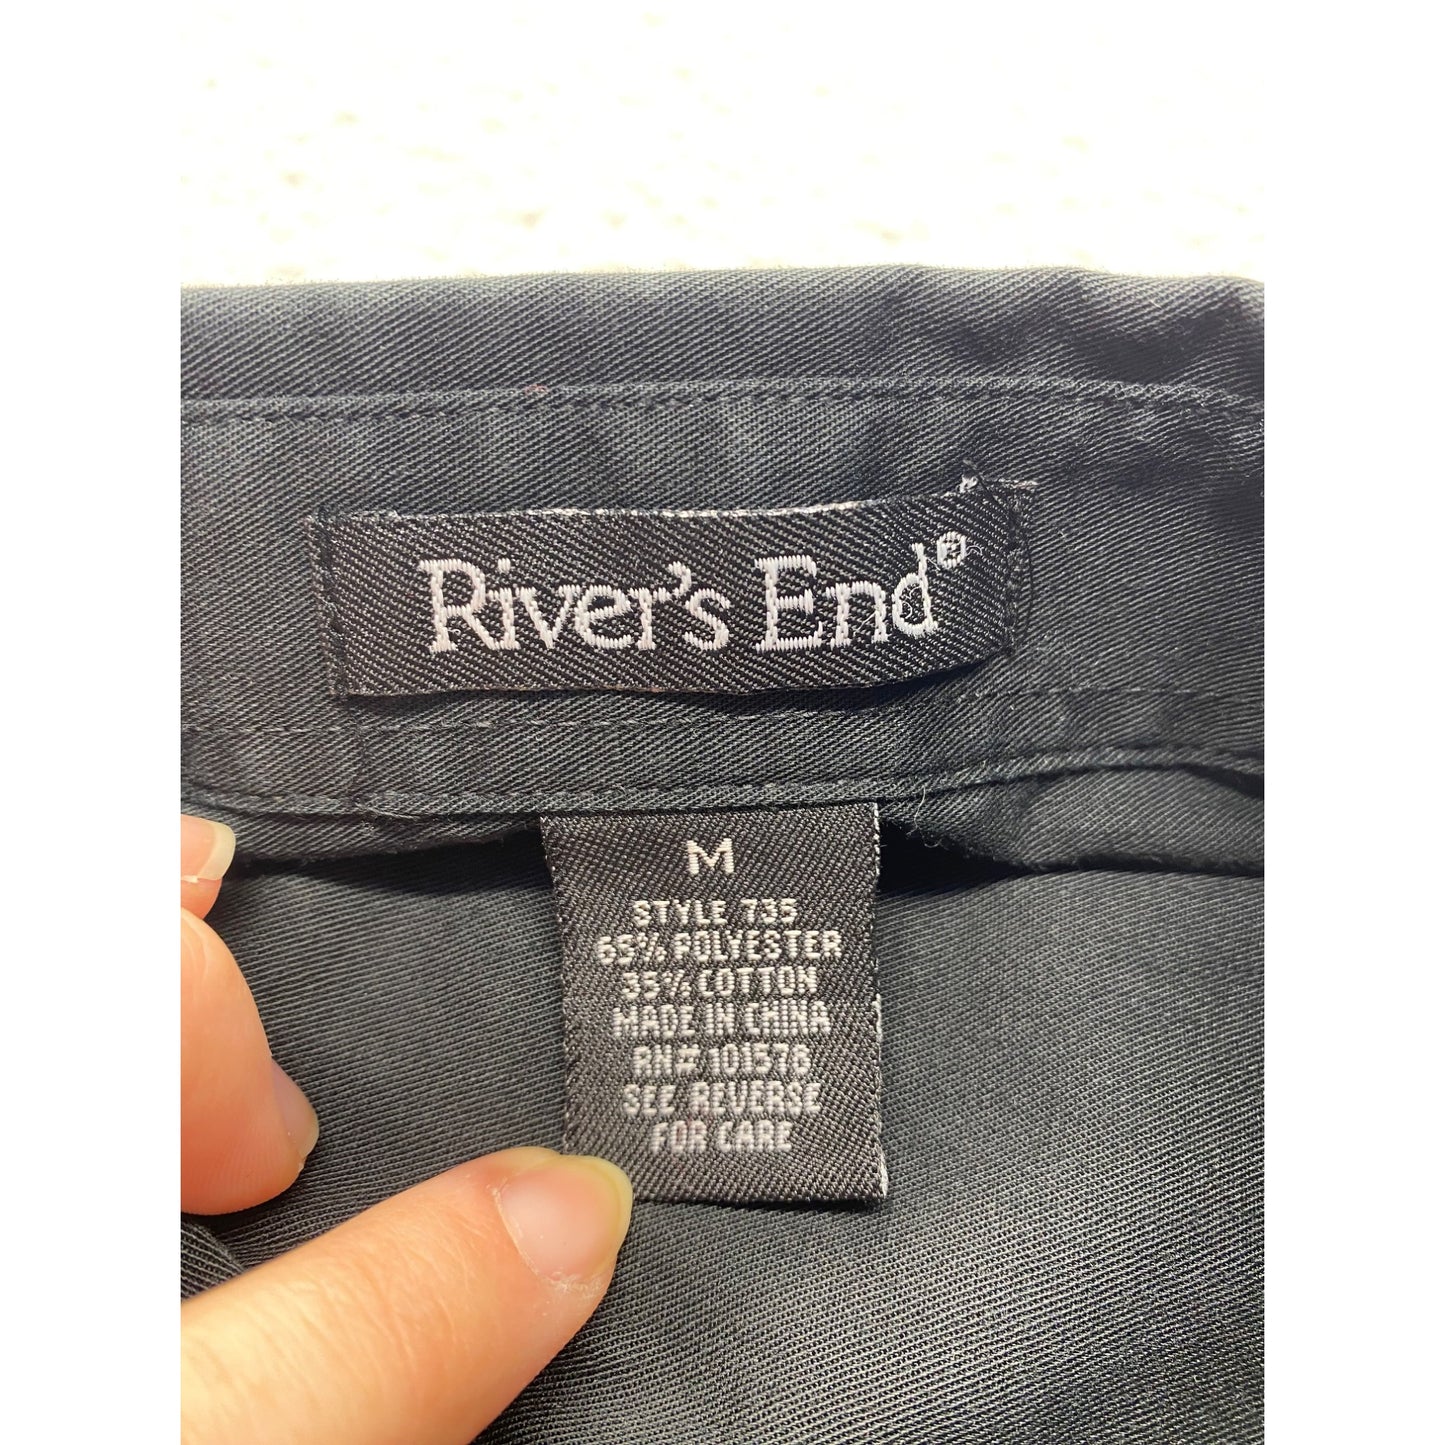 River's End®
M
STYLE 735
65% POLYESTER
35% COTTON
MADE IN CHINA
RN# 101576
SEE REVERSE
FOR CARE